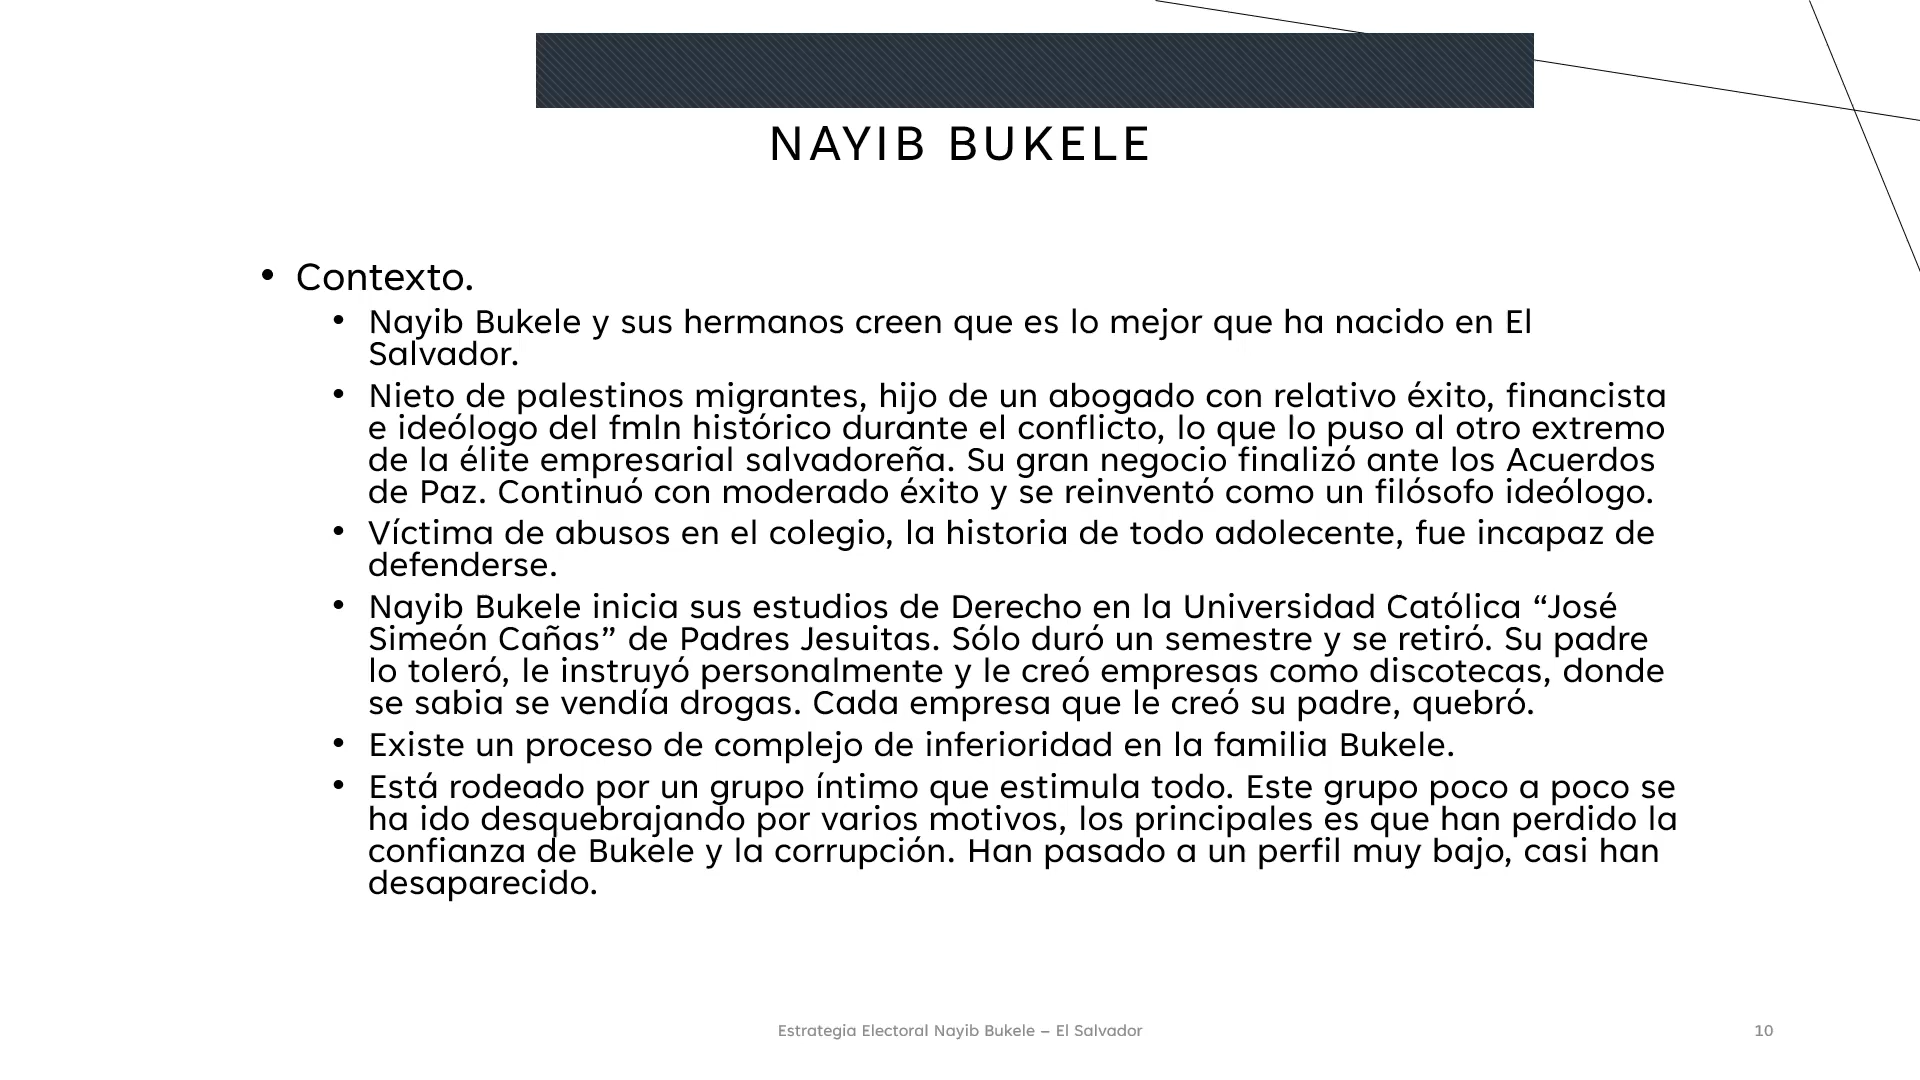 NAYIB BUKELE
• Contexto.
• Nayib Bukele y sus hermanos creen que es lo mejor que ha nacido en El
Salvador.
• Nieto de palestinos migrantes, hijo de un abogado con relativo éxito, financista
e ideólogo del fmln histórico durante el conflicto, lo que lo puso al otro extremo
de la élite empresarial salvadoreña. Su gran negocio finalizó ante los Acuerdos
de Paz. Continuó con moderado éxito y se reinventó como un filósofo ideólogo.
• Víctima de abusos en el colegio, la historia de todo adolecente, fue incapaz de
defenderse.
• Nayib Bukele inicia sus estudios de Derecho en la Universidad Católica “José
Simeón Cañas” de Padres Jesuitas. Sólo duró un semestre y se retiró. Su padre
lo toleró, le instruyó personalmente y le creó empresas como discotecas, donde
se sabia se vendía drogas. Cada empresa que le creó su padre, quebró.
• Existe un proceso de complejo de inferioridad en la familia Bukele.
• Está rodeado por un grupo íntimo que estimula todo. Este grupo poco a poco se
ha ido desquebrajando por varios motivos, los principales es que han perdido la
confianza de Bukele y la corrupción. Han pasado a un perfil muy bajo, casi han
desaparecido.
Estrategia Electoral Nayib Bukele – El Salvador
10